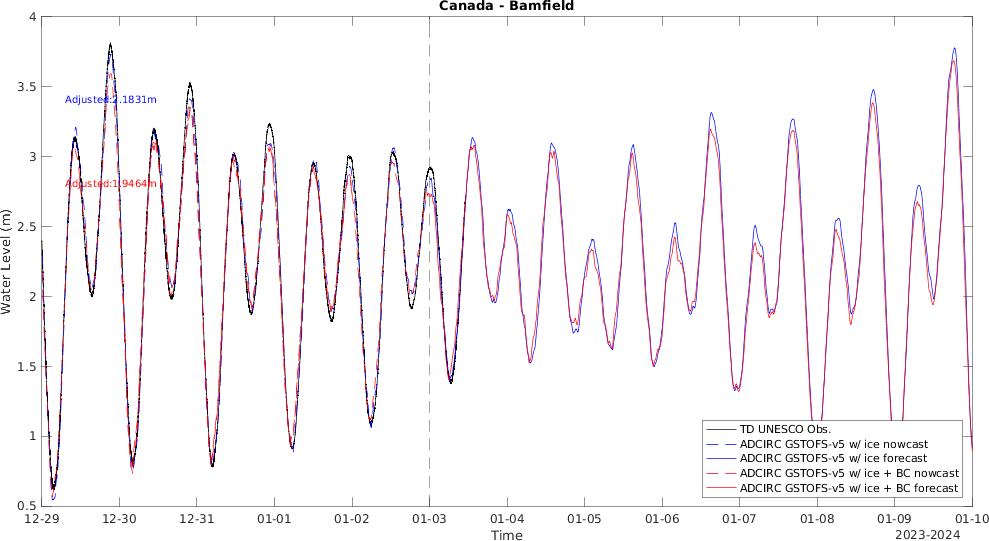 Canada - Bamfield
4
3.5
3
2.5
2
1.5
1
0.5
Water Level (m)
Adjusted:2.1831m
Adjusted:1.9464m
TD UNESCO Obs.
ADCIRC GSTOFS-v5 w/ ice nowcast
ADCIRC GSTOFS-v5 w/ ice forecast
ADCIRC GSTOFS-v5 w/ ice + BC nowcast
ADCIRC GSTOFS-v5 w/ ice + BC forecast
12-29 12-30 12-31 01-01 01-02 01-03 01-04 01-05 01-06 01-07 01-08 01-09 01-10
Time
2023-2024